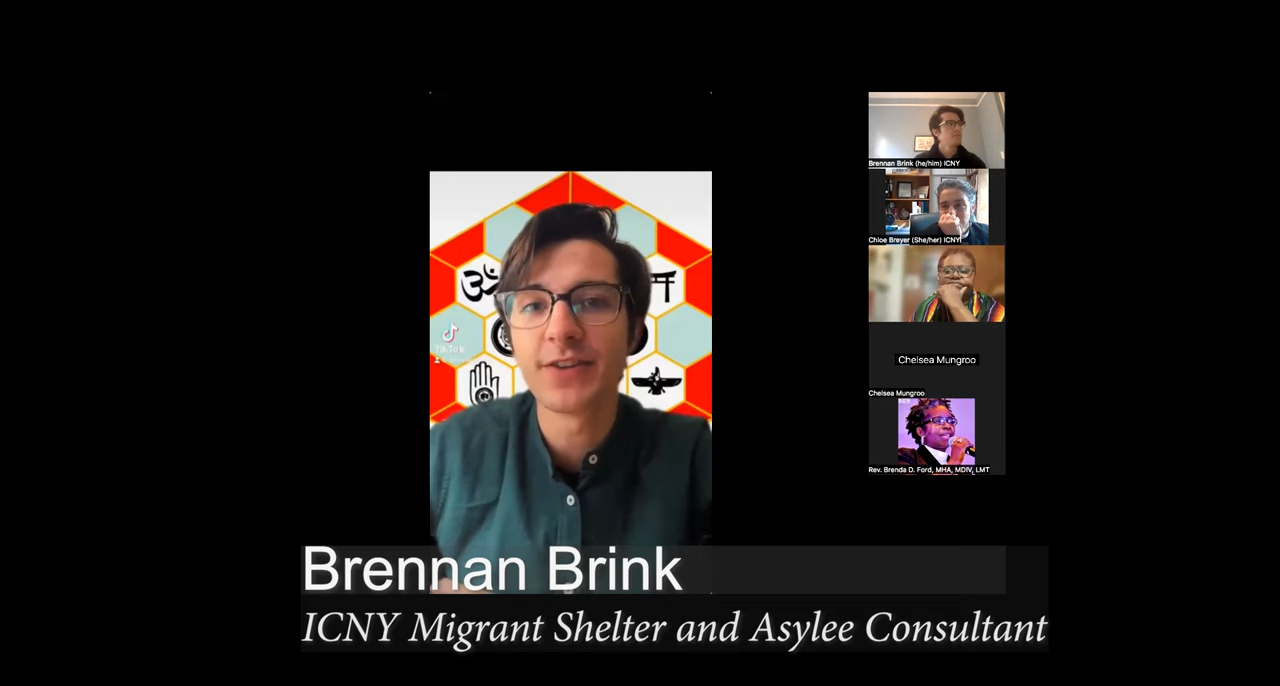 TikTok
Brennan Brink (he/him) ICNY
Chloe Breyer (She/her) ICNY
Chelsea Mungroo
Chelsea Mungroo
Rev. Brenda D. Ford, MHA, MDIV, LMT
Brennan Brink
ICNY Migrant Shelter and Asylee Consultant